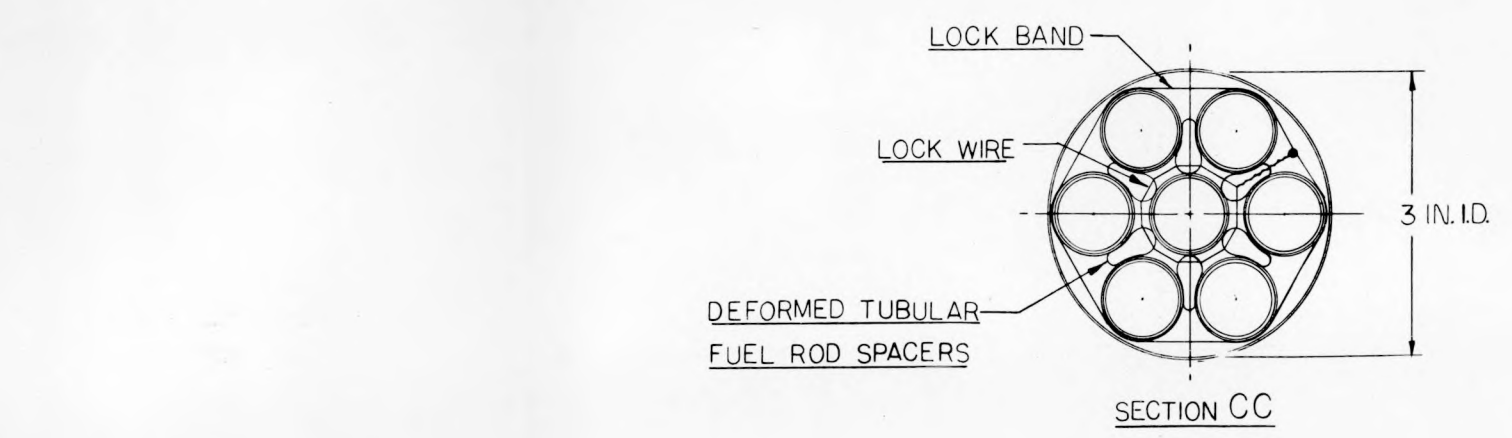 LOCK BAND
LOCK WIRE
3 IN. I.D.
DEFORMED TUBULAR
FUEL ROD SPACERS
SECTION CC